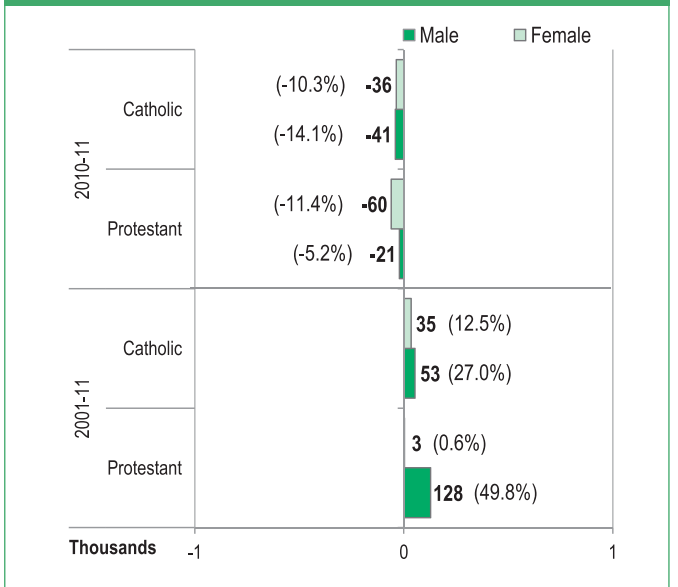 Male Female
(-10.3%) -36
Catholic
(-14.1%) -41
2010-11
(-11.4%) -60
Protestant
(-5.2%) -21
35 (12.5%)
Catholic
53 (27.0%)
2001-11
3 (0.6%)
Protestant
128 (49.8%)
Thousands -1 0 1